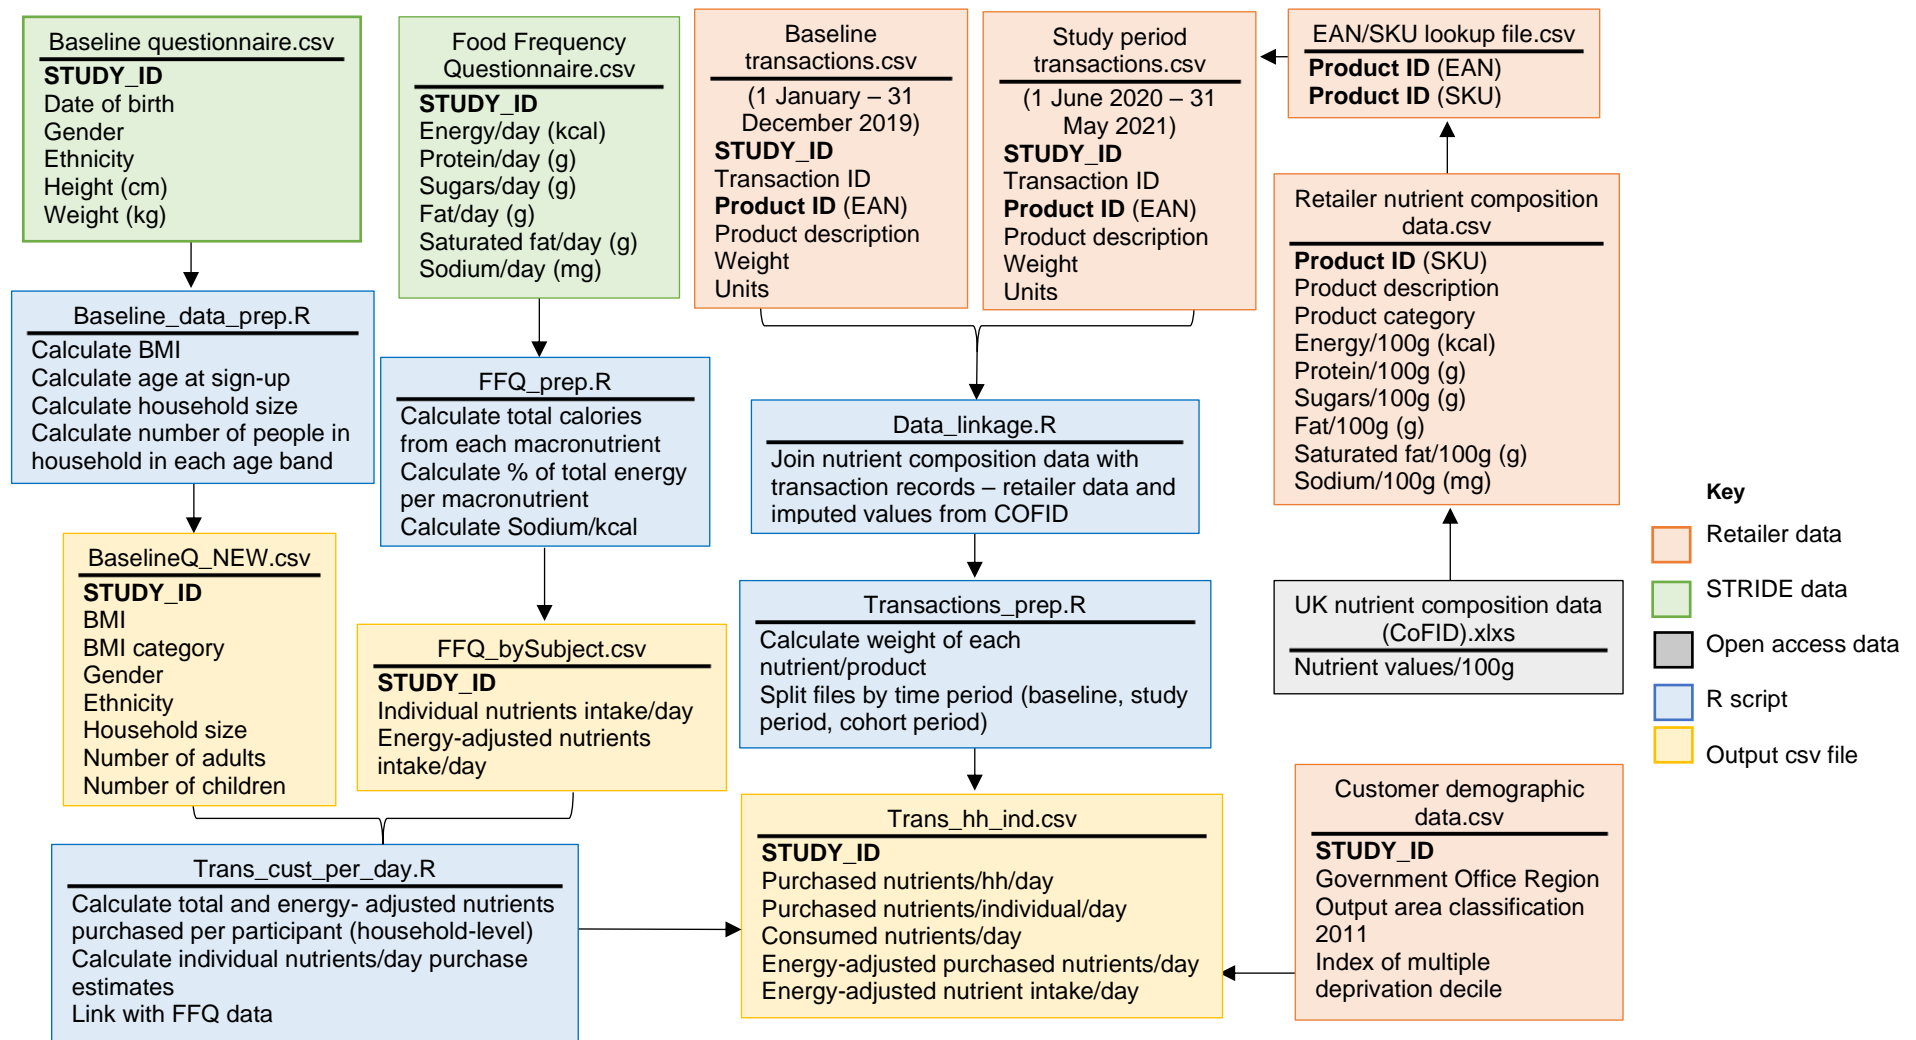 Baseline questionnaire.csv
STUDY_ID
Date of birth
Gender
Ethnicity
Height (cm)
Weight (kg)
Food Frequency
Questionnaire.csv
STUDY_ID
Energy/day (kcal)
Protein/day (g)
Sugars/day (g)
Fat/day (g)
Saturated fat/day (g)
Sodium/day (mg)
Baseline
transactions.csv
(1 January – 31
December 2019)
STUDY_ID
Transaction ID
Product ID (EAN)
Product description
Weight
Units
Study period
transactions.csv
(1 June 2020 – 31
May 2021)
STUDY_ID
Transaction ID
Product ID (EAN)
Product description
Weight
Units
EAN/SKU lookup file.csv
Product ID (EAN)
Product ID (SKU)
Retailer nutrient composition
data.csv
Product ID (SKU)
Product description
Product category
Energy/100g (kcal)
Protein/100g (g)
Sugars/100g (g)
Fat/100g (g)
Saturated fat/100g (g)
Sodium/100g (mg)
Baseline_data_prep.R
Calculate BMI
Calculate age at sign-up
Calculate household size
Calculate number of people in
household in each age band
FFQ_prep.R
Calculate total calories
from each macronutrient
Calculate % of total energy
per macronutrient
Calculate Sodium/kcal
Data_linkage.R
Join nutrient composition data with
transaction records – retailer data and
imputed values from COFID
Key
Retailer data
STRIDE data
Open access data
R script
Output csv file
BaselineQ_NEW.csv
STUDY_ID
BMI
BMI category
Gender
Ethnicity
Household size
Number of adults
Number of children
FFQ_bySubject.csv
STUDY_ID
Individual nutrients intake/day
Energy-adjusted nutrients
intake/day
Transactions_prep.R
Calculate weight of each
nutrient/product
Split files by time period (baseline, study
period, cohort period)
UK nutrient composition data
(CoFID).xlxs
Nutrient values/100g
Trans_cust_per_day.R
Calculate total and energy- adjusted nutrients
purchased per participant (household-level)
Calculate individual nutrients/day purchase
estimates
Link with FFQ data
Trans_hh_ind.csv
STUDY_ID
Purchased nutrients/hh/day
Purchased nutrients/individual/day
Consumed nutrients/day
Energy-adjusted purchased nutrients/day
Energy-adjusted nutrient intake/day
Customer demographic
data.csv
STUDY_ID
Government Office Region
Output area classification
2011
Index of multiple
deprivation decile